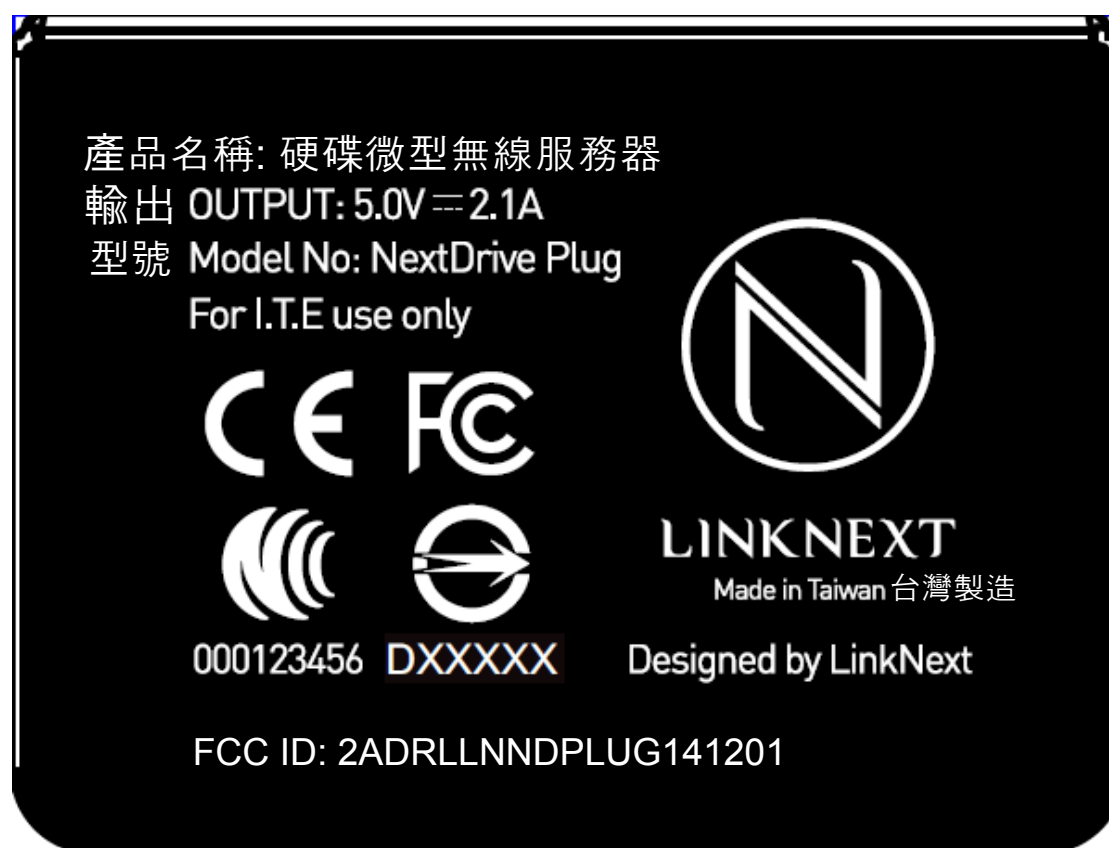 產品名稱: 硬碟微型無線服務器
輸出 OUTPUT: 5.0V ⎓ 2.1A
型號 Model No: NextDrive Plug
For I.T.E use only
CE FC
N
LINKNEXT
Made in Taiwan 台灣製造
000123456 DXXXXX
Designed by LinkNext
FCC ID: 2ADRLLNNDPLUG141201